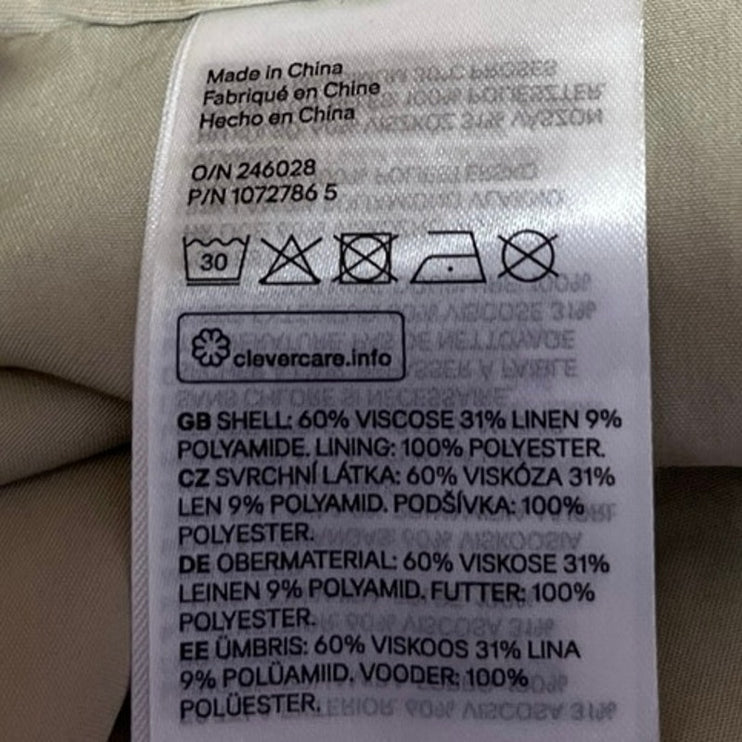 Made in China
Fabriqué en Chine
Hecho en China
O/N 246028
P/N 1072786 5
30
clevercare.info
GB SHELL: 60% VISCOSE 31% LINEN 9%
POLYAMIDE. LINING: 100% POLYESTER.
CZ SVRCHNÍ LÁTKA: 60% VISKÓZA 31%
LEN 9% POLYAMID. PODŠÍVKA: 100%
POLYESTER.
DE OBERMATERIAL: 60% VISKOSE 31%
LEINEN 9% POLYAMID. FUTTER: 100%
POLYESTER.
EE ÜMBRIS: 60% VISKOOS 31% LINA
9% POLÜAMIID. VOODER: 100%
POLÜESTER.